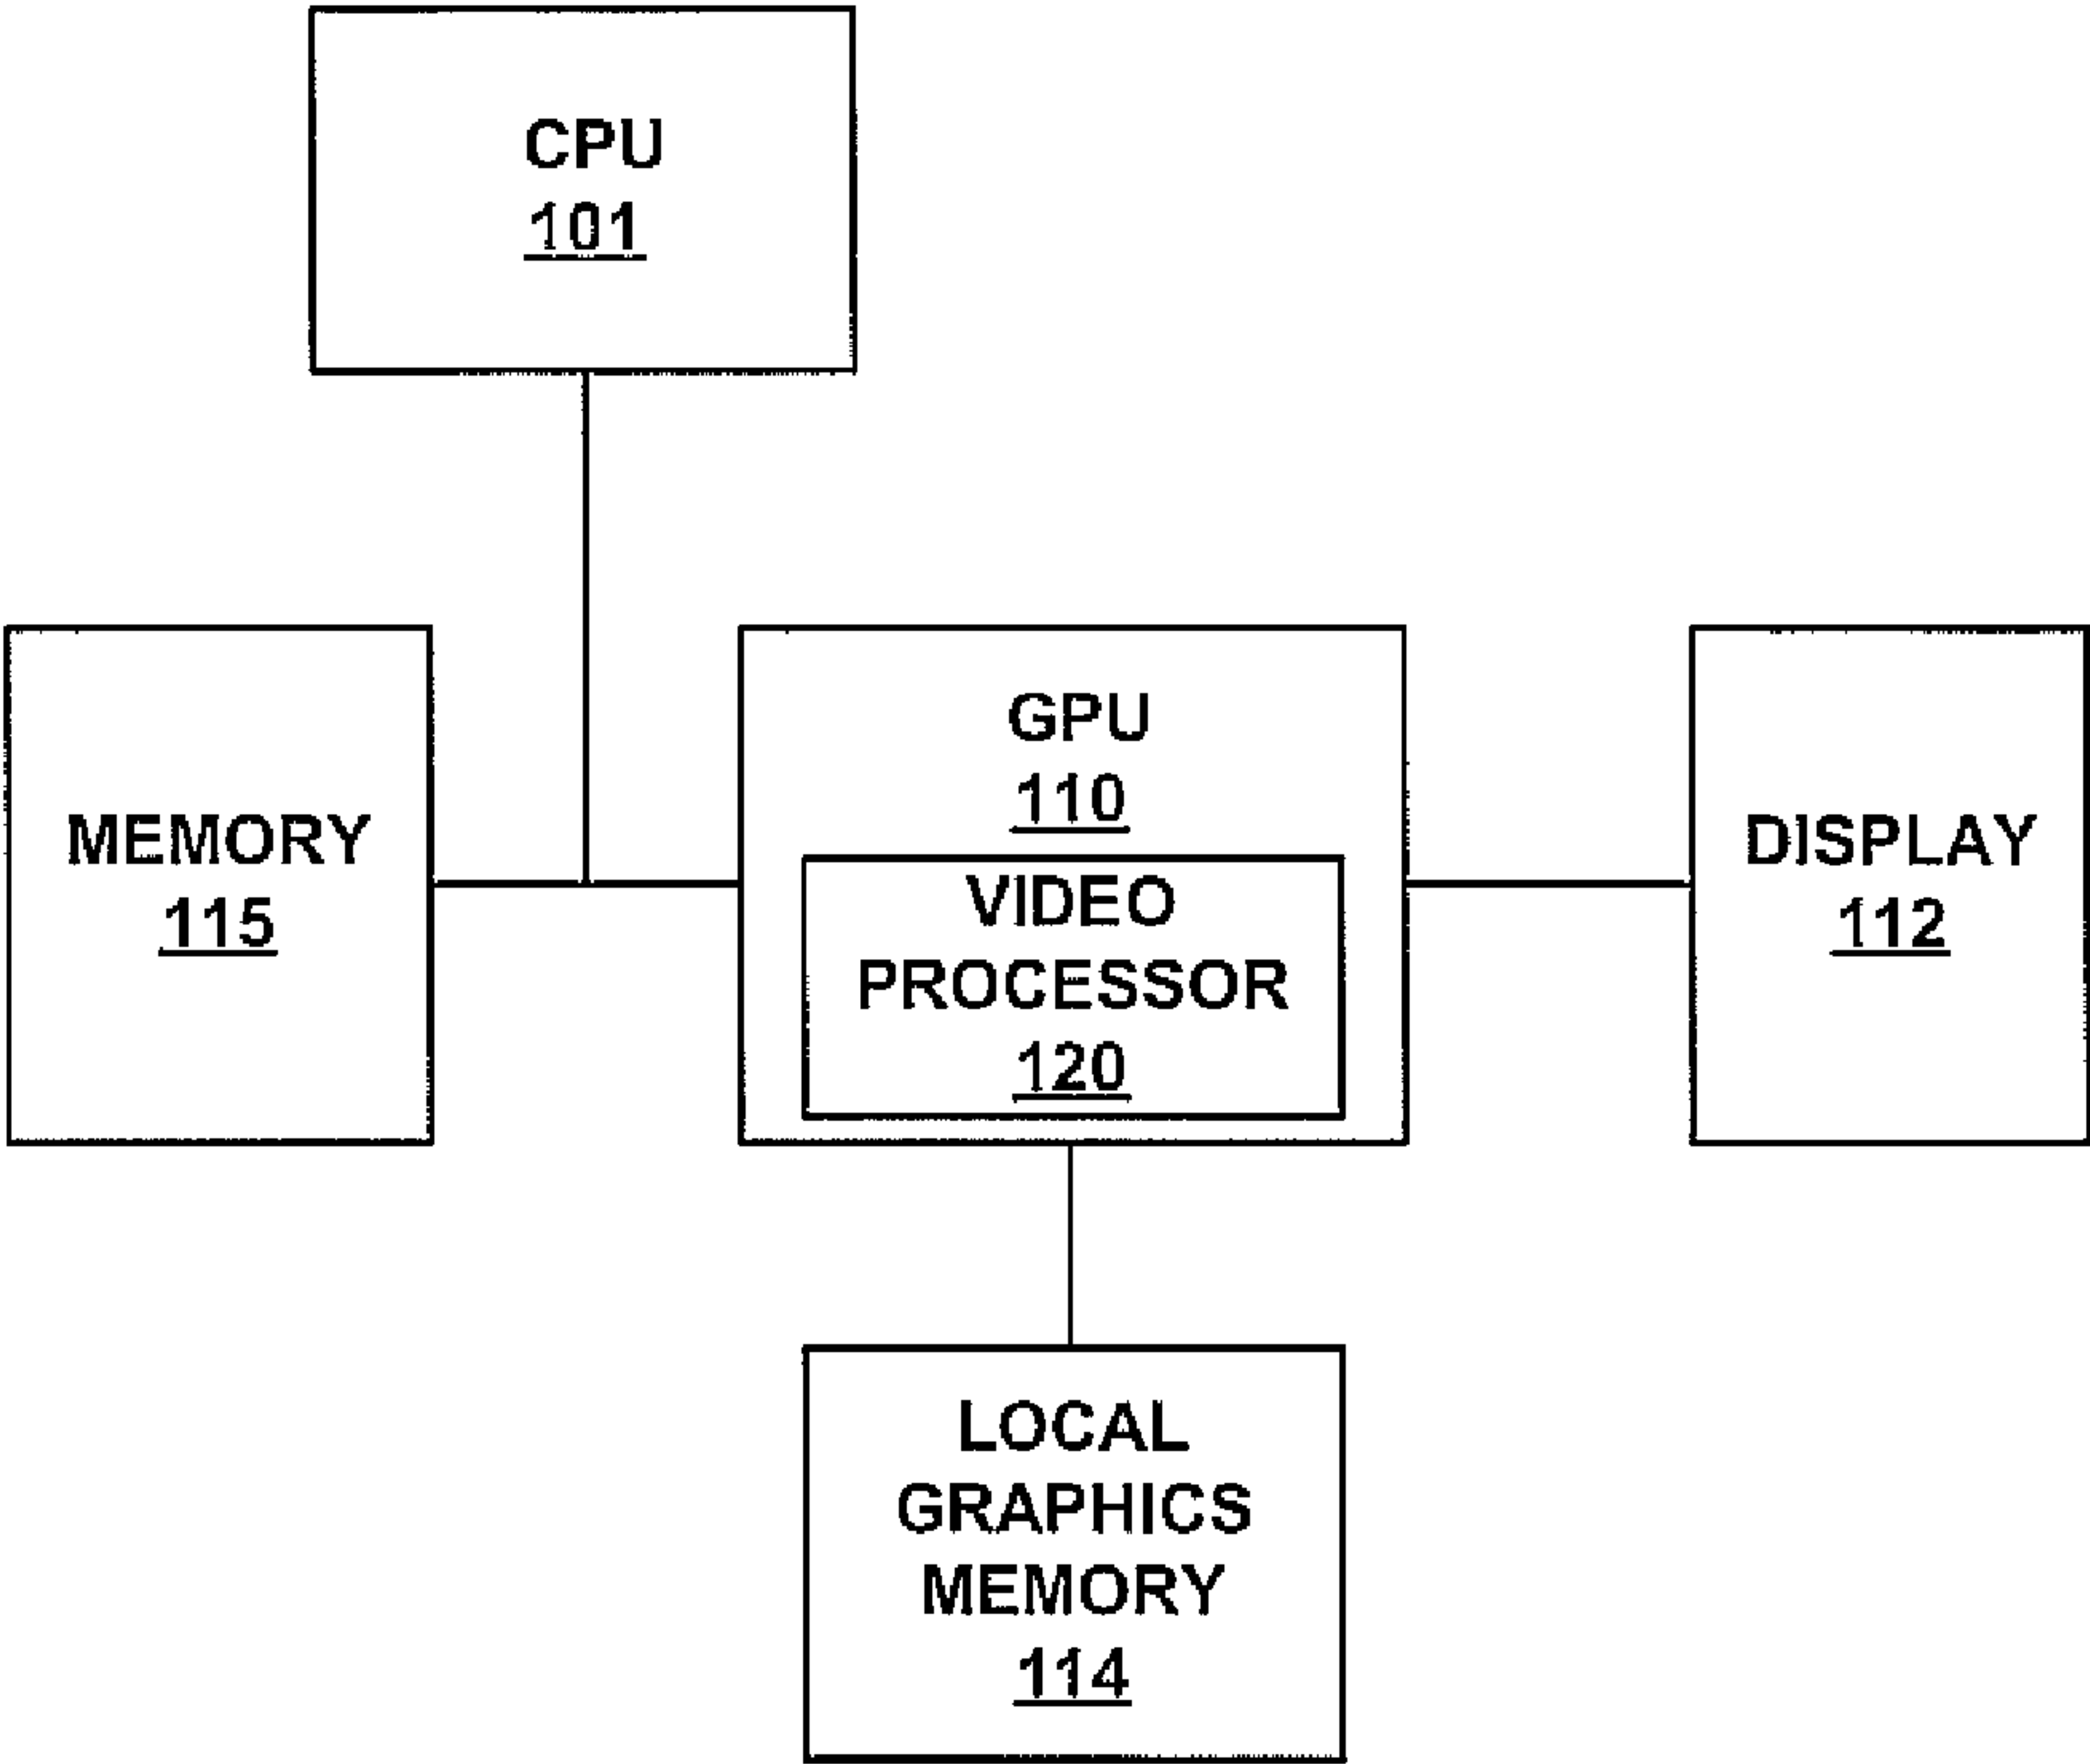 CPU
101
MEMORY
115
GPU
110
VIDEO
PROCESSOR
120
DISPLAY
112
LOCAL
GRAPHICS
MEMORY
114